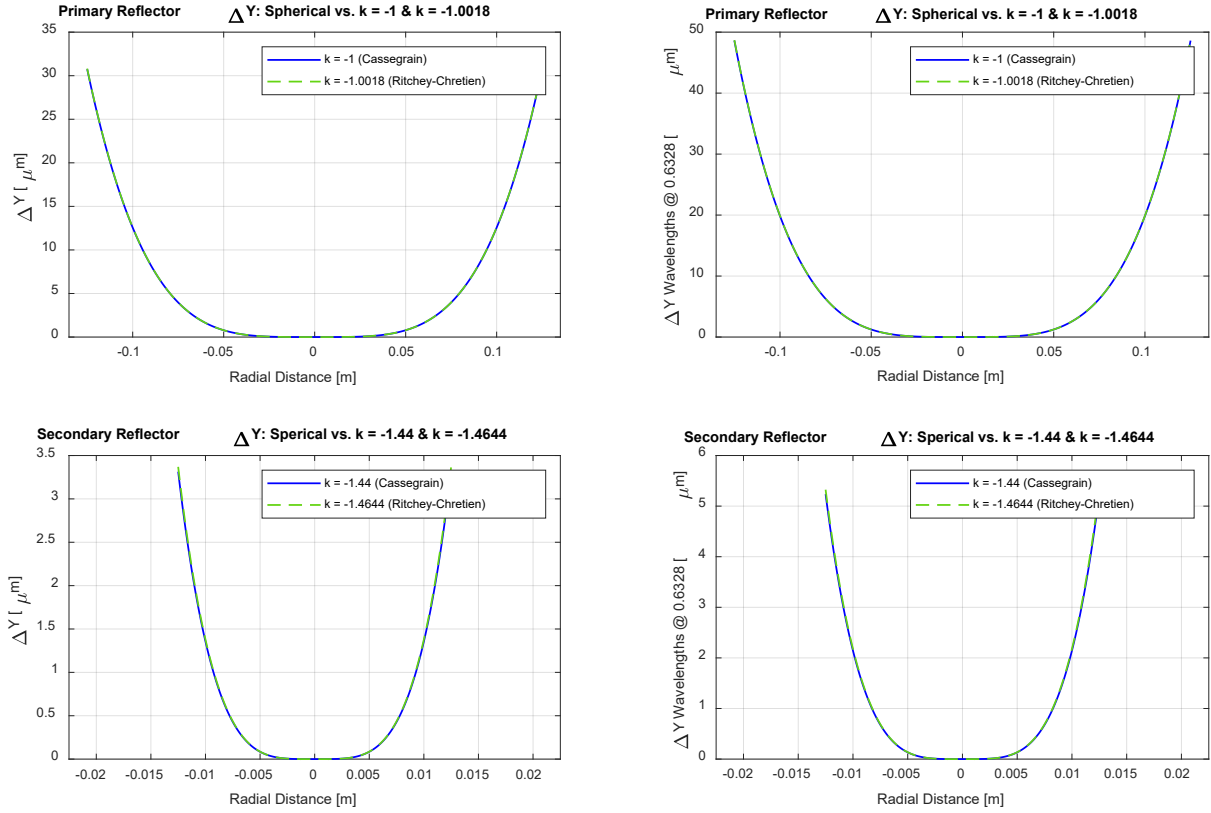 Primary Reflector ΔY: Spherical vs. k = -1 & k = -1.0018
35
30
25
20
15
10
5
0
ΔY [ μm]
k = -1 (Cassegrain)
k = -1.0018 (Ritchey-Chretien)
-0.1 -0.05 0 0.05 0.1
Radial Distance [m]
Primary Reflector ΔY: Spherical vs. k = -1 & k = -1.0018
50
40
30
20
10
0
ΔY Wavelengths @ 0.6328 [ μm]
k = -1 (Cassegrain)
k = -1.0018 (Ritchey-Chretien)
-0.1 -0.05 0 0.05 0.1
Radial Distance [m]
Secondary Reflector ΔY: Sperical vs. k = -1.44 & k = -1.4644
3.5
3
2.5
2
1.5
1
0.5
0
ΔY [ μm]
k = -1.44 (Cassegrain)
k = -1.4644 (Ritchey-Chretien)
-0.02 -0.015 -0.01 -0.005 0 0.005 0.01 0.015 0.02
Radial Distance [m]
Secondary Reflector ΔY: Sperical vs. k = -1.44 & k = -1.4644
6
5
4
3
2
1
0
ΔY Wavelengths @ 0.6328 [ μm]
k = -1.44 (Cassegrain)
k = -1.4644 (Ritchey-Chretien)
-0.02 -0.015 -0.01 -0.005 0 0.005 0.01 0.015 0.02
Radial Distance [m]